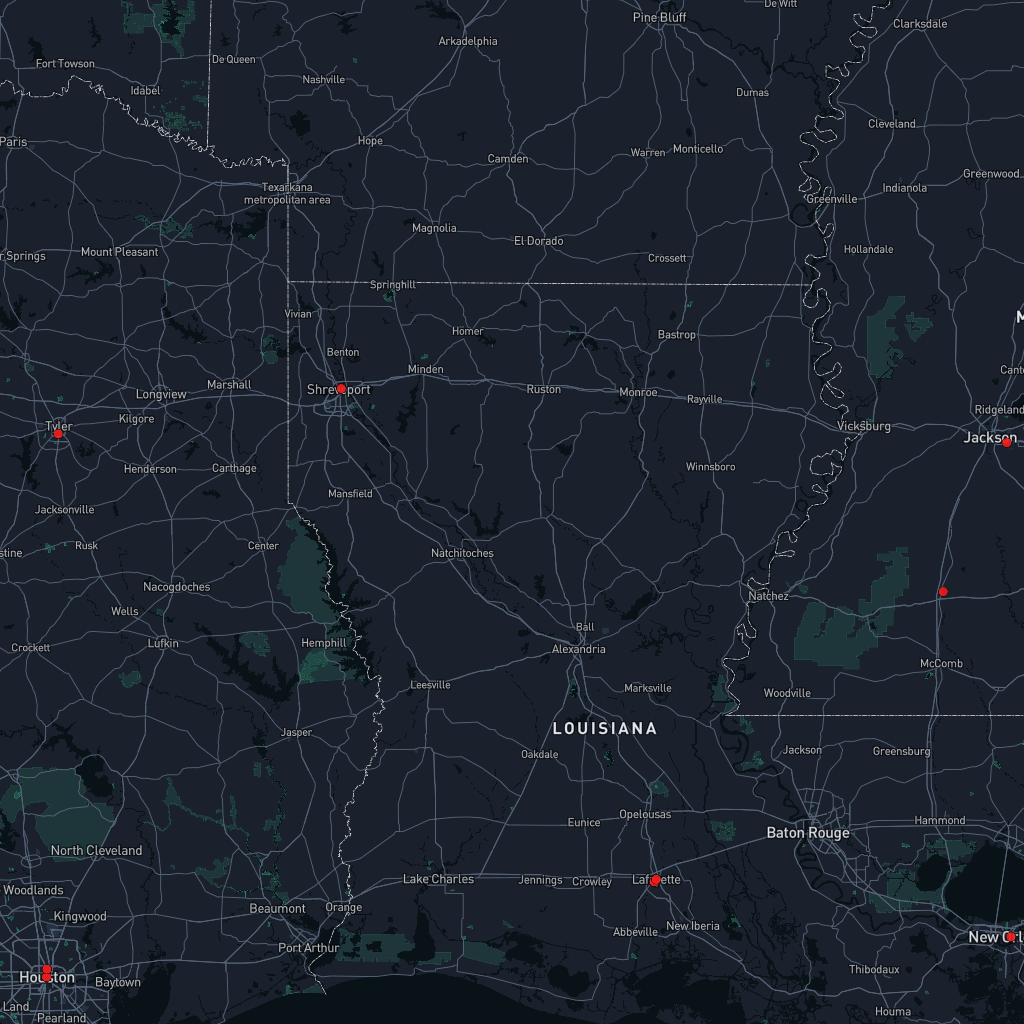 De Witt
Pine Bluff
Clarksdale
Arkadelphia
De Queen
Fort Towson
Nashville
Idabel
Dumas
Cleveland
Paris
Hope
Warren
Monticello
Camden
Greenwood
Texarkana
metropolitan area
Indianola
Greenville
Magnolia
El Dorado
Hollandale
Mount Pleasant
r Springs
Crossett
Springhill
Vivian
M
Homer
Bastrop
Benton
Minden
Cant
Marshall
Shreveport
Ruston
Monroe
Longview
Rayville
Ridgeland
Kilgore
Tyler
Vicksburg
Jackson
Henderson
Carthage
Winnsboro
Mansfield
Jacksonville
Rusk
Center
stine
Natchitoches
Nacogdoches
Natchez
Wells
Ball
Crockett
Lufkin
Hemphill
Alexandria
McComb
Leesville
Marksville
Woodville
LOUISIANA
Jasper
Oakdale
Jackson
Greensburg
Opelousas
Eunice
Hammond
Baton Rouge
North Cleveland
Lake Charles
Jennings
Crowley
Lafayette
Woodlands
Beaumont
Orange
Kingwood
New Iberia
Abbeville
New Orl
Port Arthur
Thibodaux
Houston
Baytown
Land
Pearland
Houma